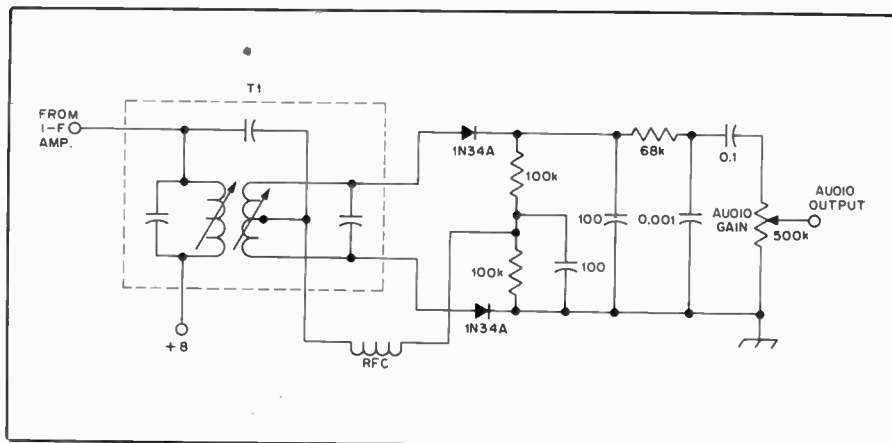 T1
FROM
I-F
AMP.
1N34A
100k
68k
0.1
100k
100
100
0.001
AUDIO
GAIN
500k
AUDIO
OUTPUT
1N34A
+8
RFC